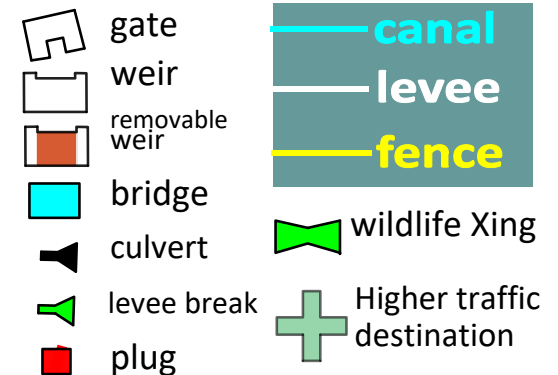 gate
weir
removable
weir
bridge
culvert
levee break
plug
canal
levee
fence
wildlife Xing
Higher traffic
destination